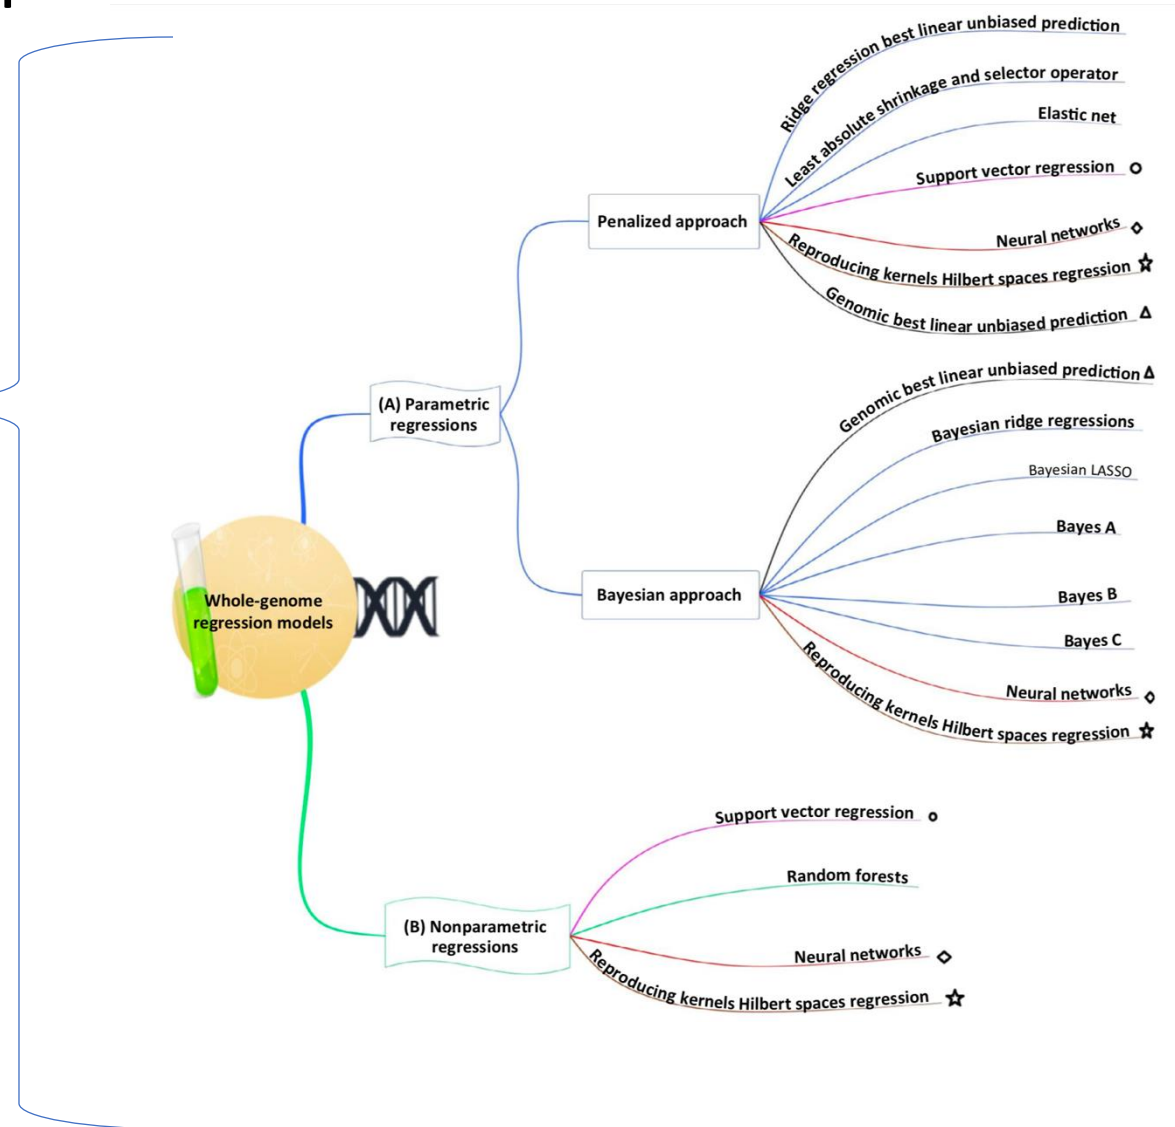 Ridge regression best linear unbiased prediction
Least absolute shrinkage and selector operator
Elastic net
Support vector regression
Penalized approach
Neural networks
Reproducing kernels Hilbert spaces regression
Genomic best linear unbiased prediction
(A) Parametric
regressions
Genomic best linear unbiased prediction
Bayesian ridge regressions
Bayesian LASSO
Bayes A
Bayesian approach
Bayes B
Bayes C
Neural networks
Reproducing kernels Hilbert spaces regression
Whole-genome
regression models
Support vector regression
Random forests
(B) Nonparametric
regressions
Neural networks
Reproducing kernels Hilbert spaces regression